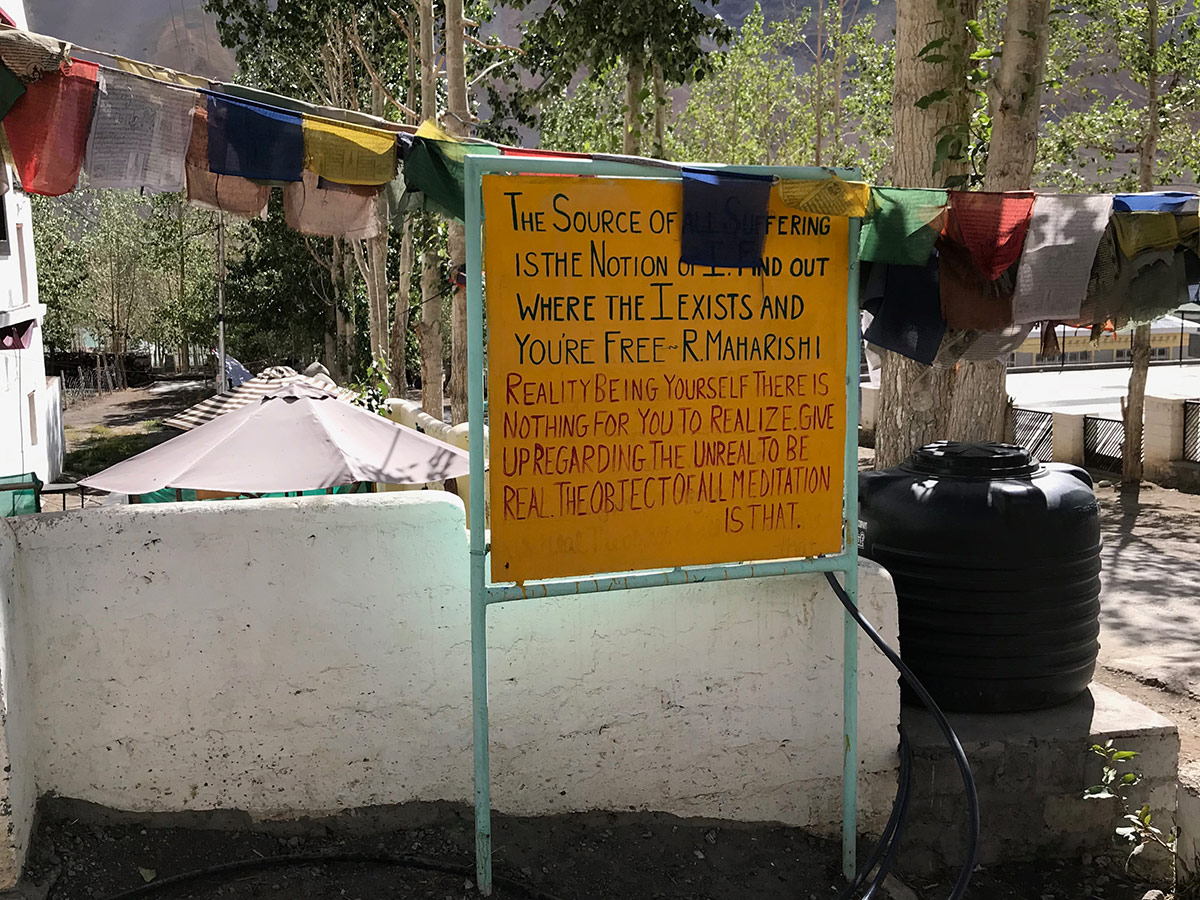 THE SOURCE OF ALL SUFFERING
IS THE NOTION OF I. FIND OUT
WHERE THE I EXISTS AND
YOU'RE FREE ~ R. MAHARISHI
REALITY BEING YOURSELF THERE IS
NOTHING FOR YOU TO REALIZE. GIVE
UP REGARDING THE UNREAL TO BE
REAL. THE OBJECT OF ALL MEDITATION
IS THAT.